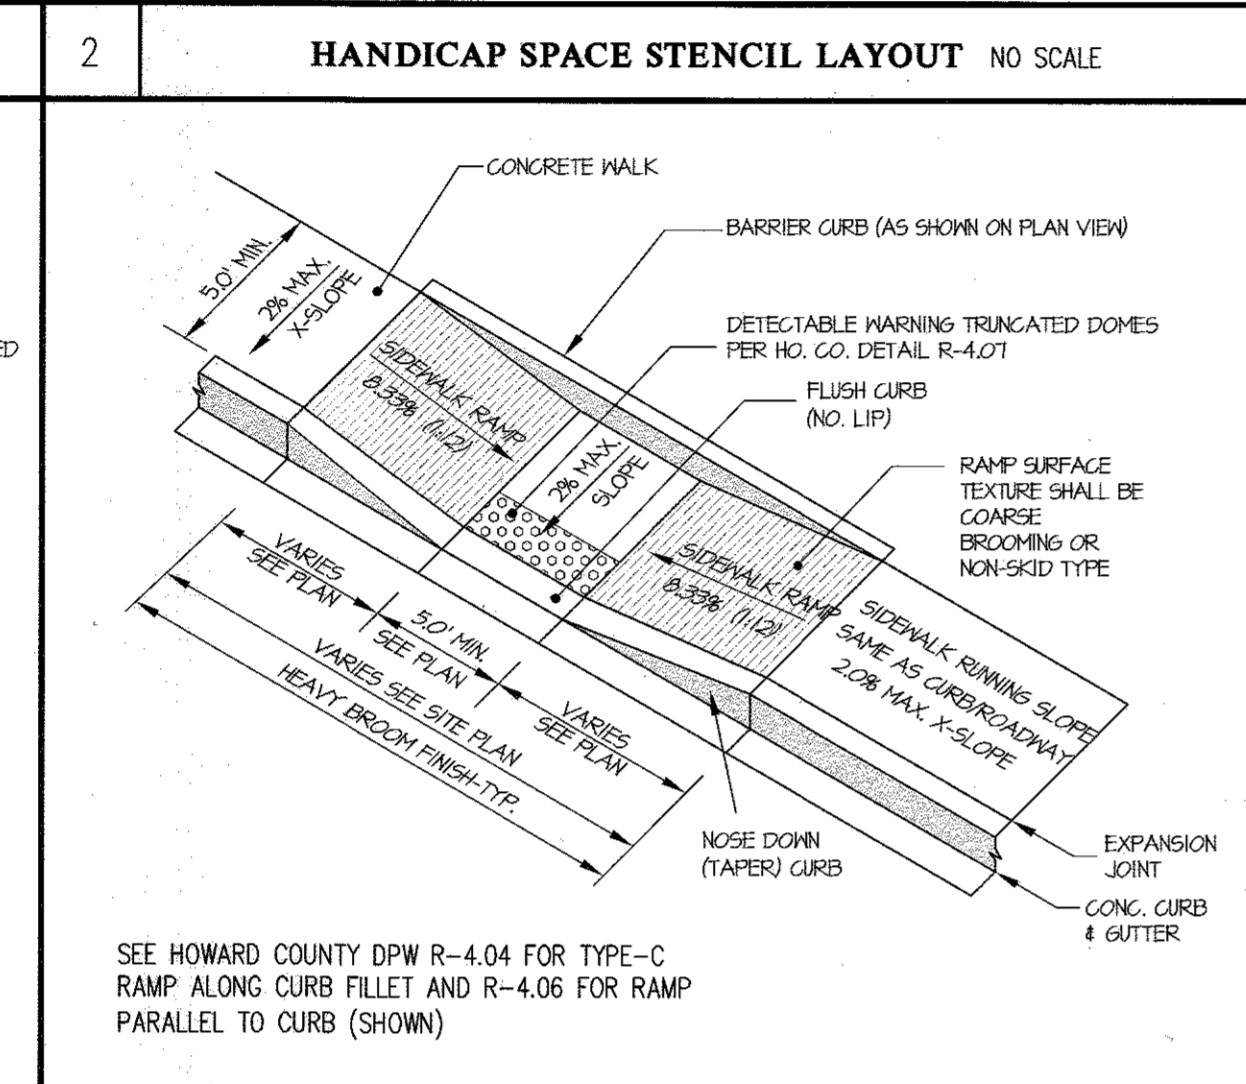 2
HANDICAP SPACE STENCIL LAYOUT NO SCALE
CONCRETE WALK
BARRIER CURB (AS SHOWN ON PLAN VIEW)
5.0' MIN.
2% MAX.
X-SLOPE
DETECTABLE WARNING TRUNCATED DOMES
PER HO. CO. DETAIL R-4.07
ED
FLUSH CURB
(NO. LIP)
SIDEWALK RAMP
8.33% (1:12)
2% MAX.
SLOPE
RAMP SURFACE
TEXTURE SHALL BE
COARSE
BROOMING OR
NON-SKID TYPE
SIDEWALK RAMP
8.33% (1:12)
SIDEWALK RUNNING SLOPE
SAME AS CURB/ROADWAY
2.0% MAX. X-SLOPE
VARIES
SEE PLAN
5.0' MIN.
SEE PLAN
VARIES
SEE PLAN
VARIES SEE SITE PLAN
HEAVY BROOM FINISH-TYP.
NOSE DOWN
(TAPER) CURB
EXPANSION
JOINT
CONC. CURB
& GUTTER
SEE HOWARD COUNTY DPW R-4.04 FOR TYPE-C
RAMP ALONG CURB FILLET AND R-4.06 FOR RAMP
PARALLEL TO CURB (SHOWN)